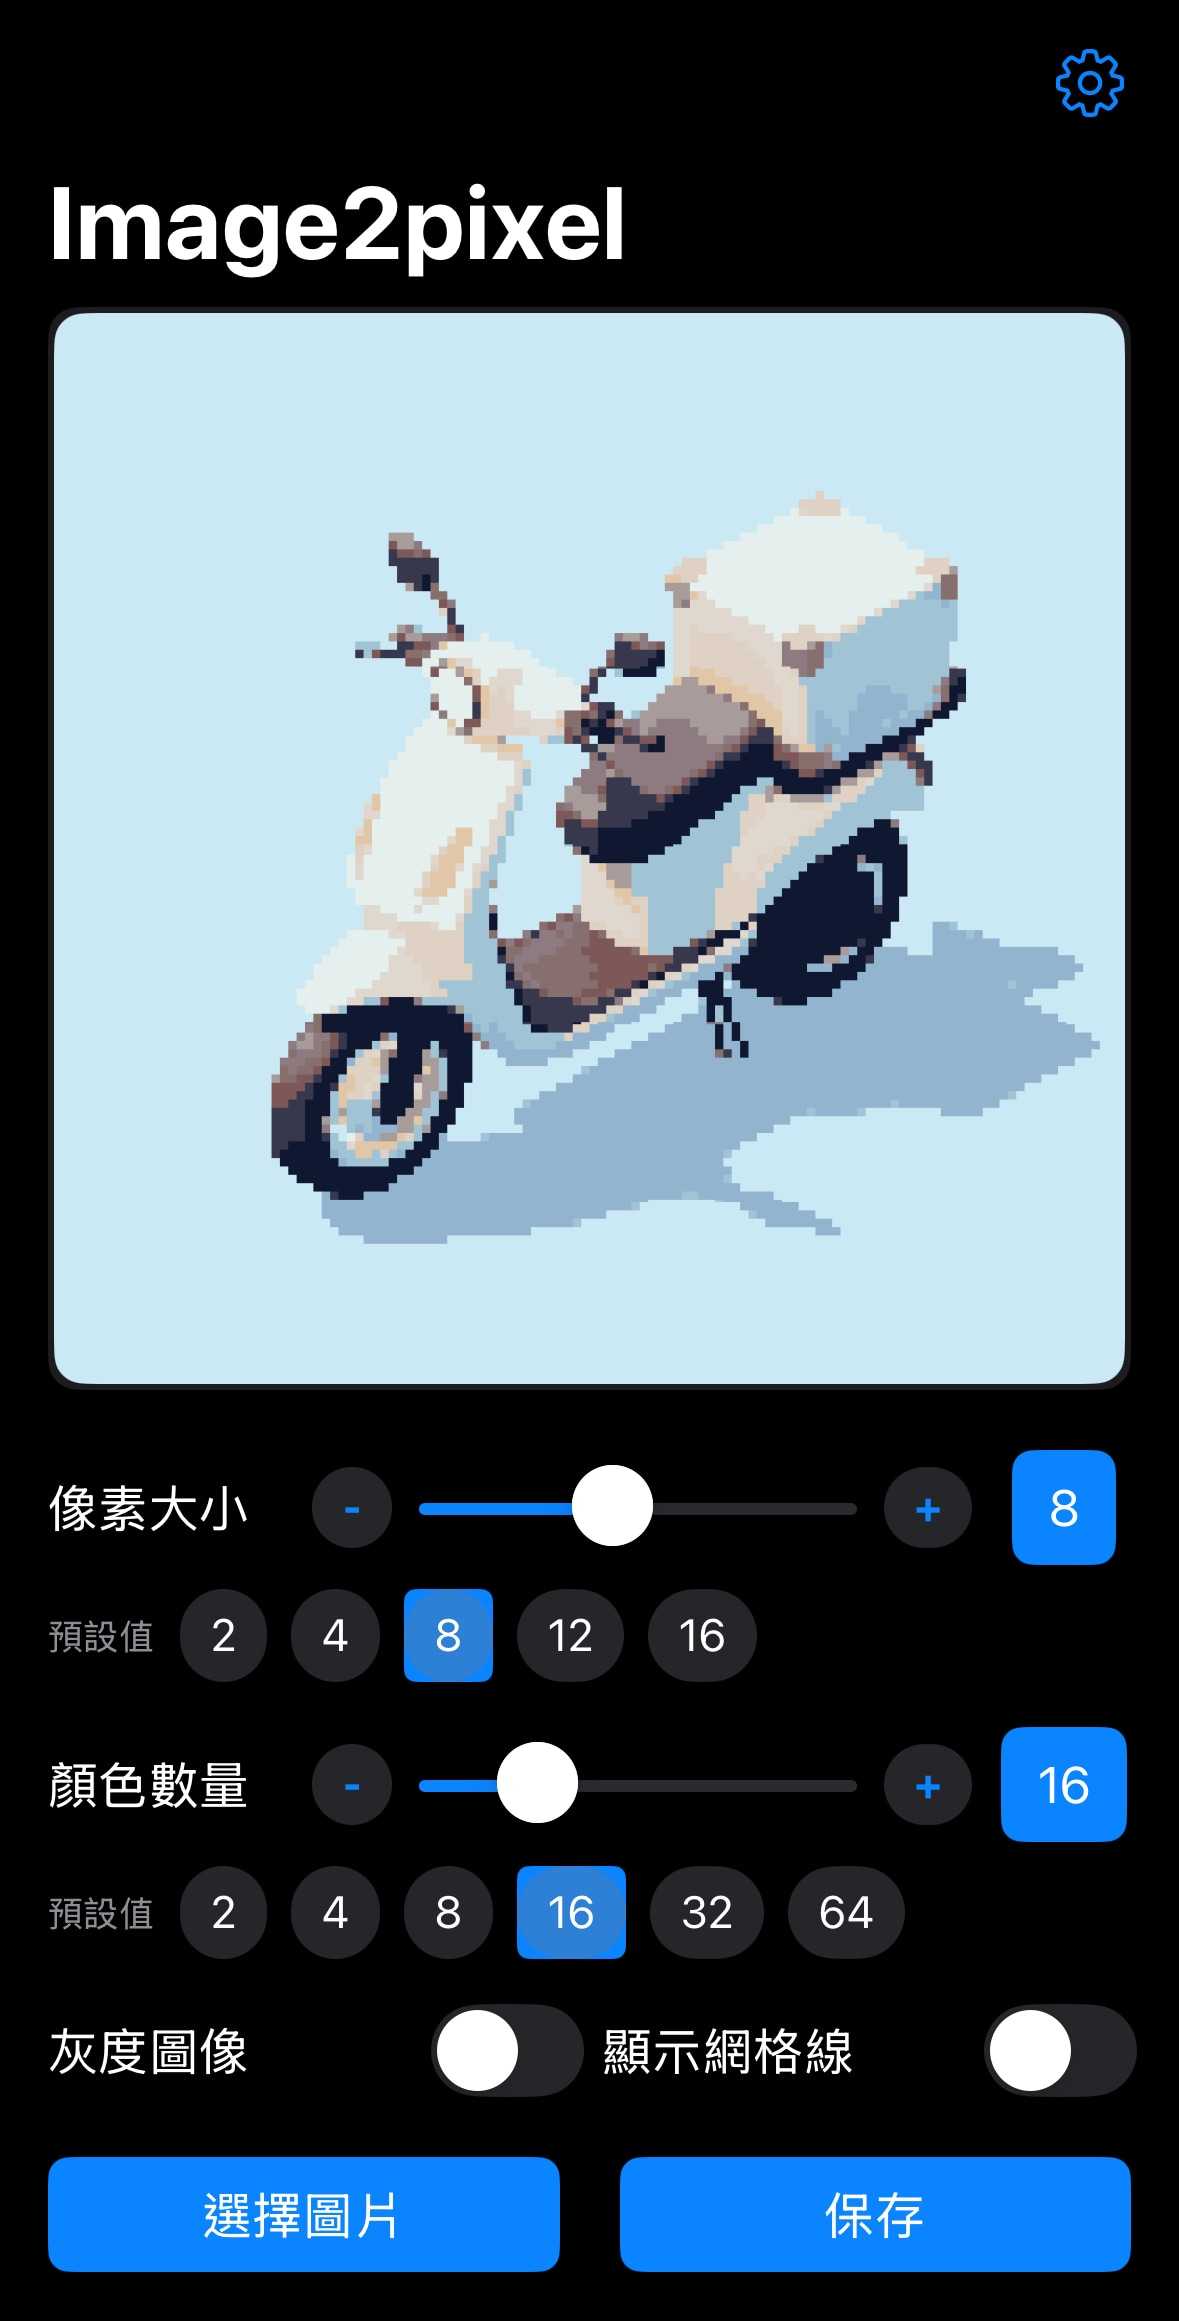 Image2pixel
像素大小 - + 8
預設值 2 4 8 12 16
顏色數量 - + 16
預設值 2 4 8 16 32 64
灰度圖像 顯示網格線
選擇圖片 保存